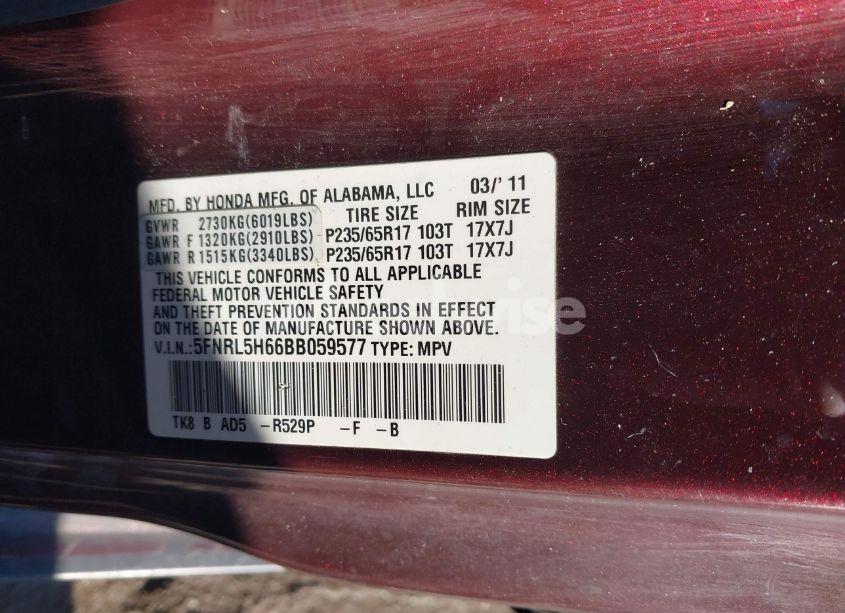 MFD. BY HONDA MFG. OF ALABAMA, LLC 03/'11
GVWR 2730KG(6019LBS) TIRE SIZE RIM SIZE
GAWR F 1320KG(2910LBS) P235/65R17 103T 17X7J
GAWR R 1515KG(3340LBS) P235/65R17 103T 17X7J
THIS VEHICLE CONFORMS TO ALL APPLICABLE
FEDERAL MOTOR VEHICLE SAFETY
AND THEFT PREVENTION STANDARDS IN EFFECT
ON THE DATE OF MANUFACTURE SHOWN ABOVE.
V.I.N.:5FNRL5H66BB059577 TYPE: MPV
TK8 B AD5 -R529P -F -B